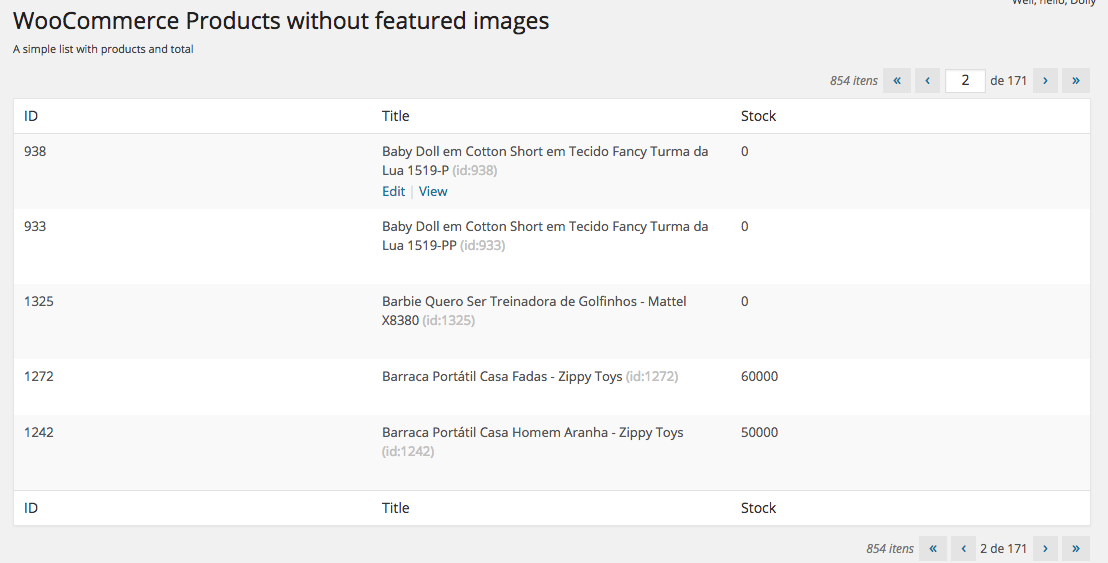 Well, hello, Dolly
WooCommerce Products without featured images
A simple list with products and total
854 itens « ‹ 2 de 171 › »
ID Title Stock
938 Baby Doll em Cotton Short em Tecido Fancy Turma da 0
Lua 1519-P (id:938)
Edit | View
933 Baby Doll em Cotton Short em Tecido Fancy Turma da 0
Lua 1519-PP (id:933)
1325 Barbie Quero Ser Treinadora de Golfinhos - Mattel 0
X8380 (id:1325)
1272 Barraca Portátil Casa Fadas - Zippy Toys (id:1272) 60000
1242 Barraca Portátil Casa Homem Aranha - Zippy Toys 50000
(id:1242)
ID Title Stock
854 itens « ‹ 2 de 171 › »